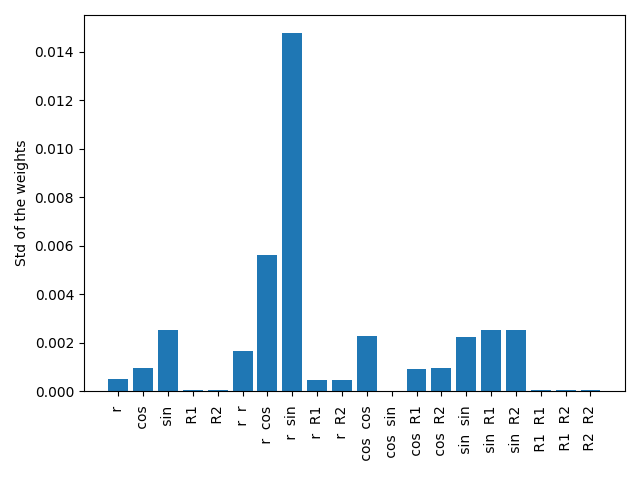 0.014
0.012
0.010
0.008
0.006
0.004
0.002
0.000
Std of the weights
r
cos
sin
R1
R2
r r
r cos
r sin
r R1
r R2
cos cos
cos sin
cos R1
cos R2
sin sin
sin R1
sin R2
R1 R1
R1 R2
R2 R2